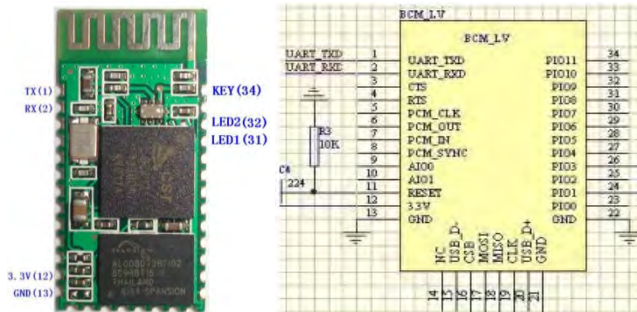 TX(1)
RX(2)
KEY(34)
LED2(32)
LED1(31)
3.3V(12)
GND(13)
THAILAND
BCM_LV
BCM_LV
UART_TXD
UART_RXD
1
2
3
4
5
6
7
8
9
10
11
12
13
UART_TXD
UART_RXD
CTS
RTS
PCM_CLK
PCM_OUT
PCM_IN
PCM_SYNC
AIO0
AIO1
RESET
3.3V
GND
PIO11
PIO10
PIO9
PIO8
PIO7
PIO6
PIO5
PIO4
PIO3
PIO2
PIO1
PIO0
GND
34
33
32
31
30
29
28
27
26
25
24
23
22
R3
10K
C4
224
NC
USB_D-
CSB
MOSI
MISO
CLK
USB_D+
GND
14
15
16
17
18
19
20
21